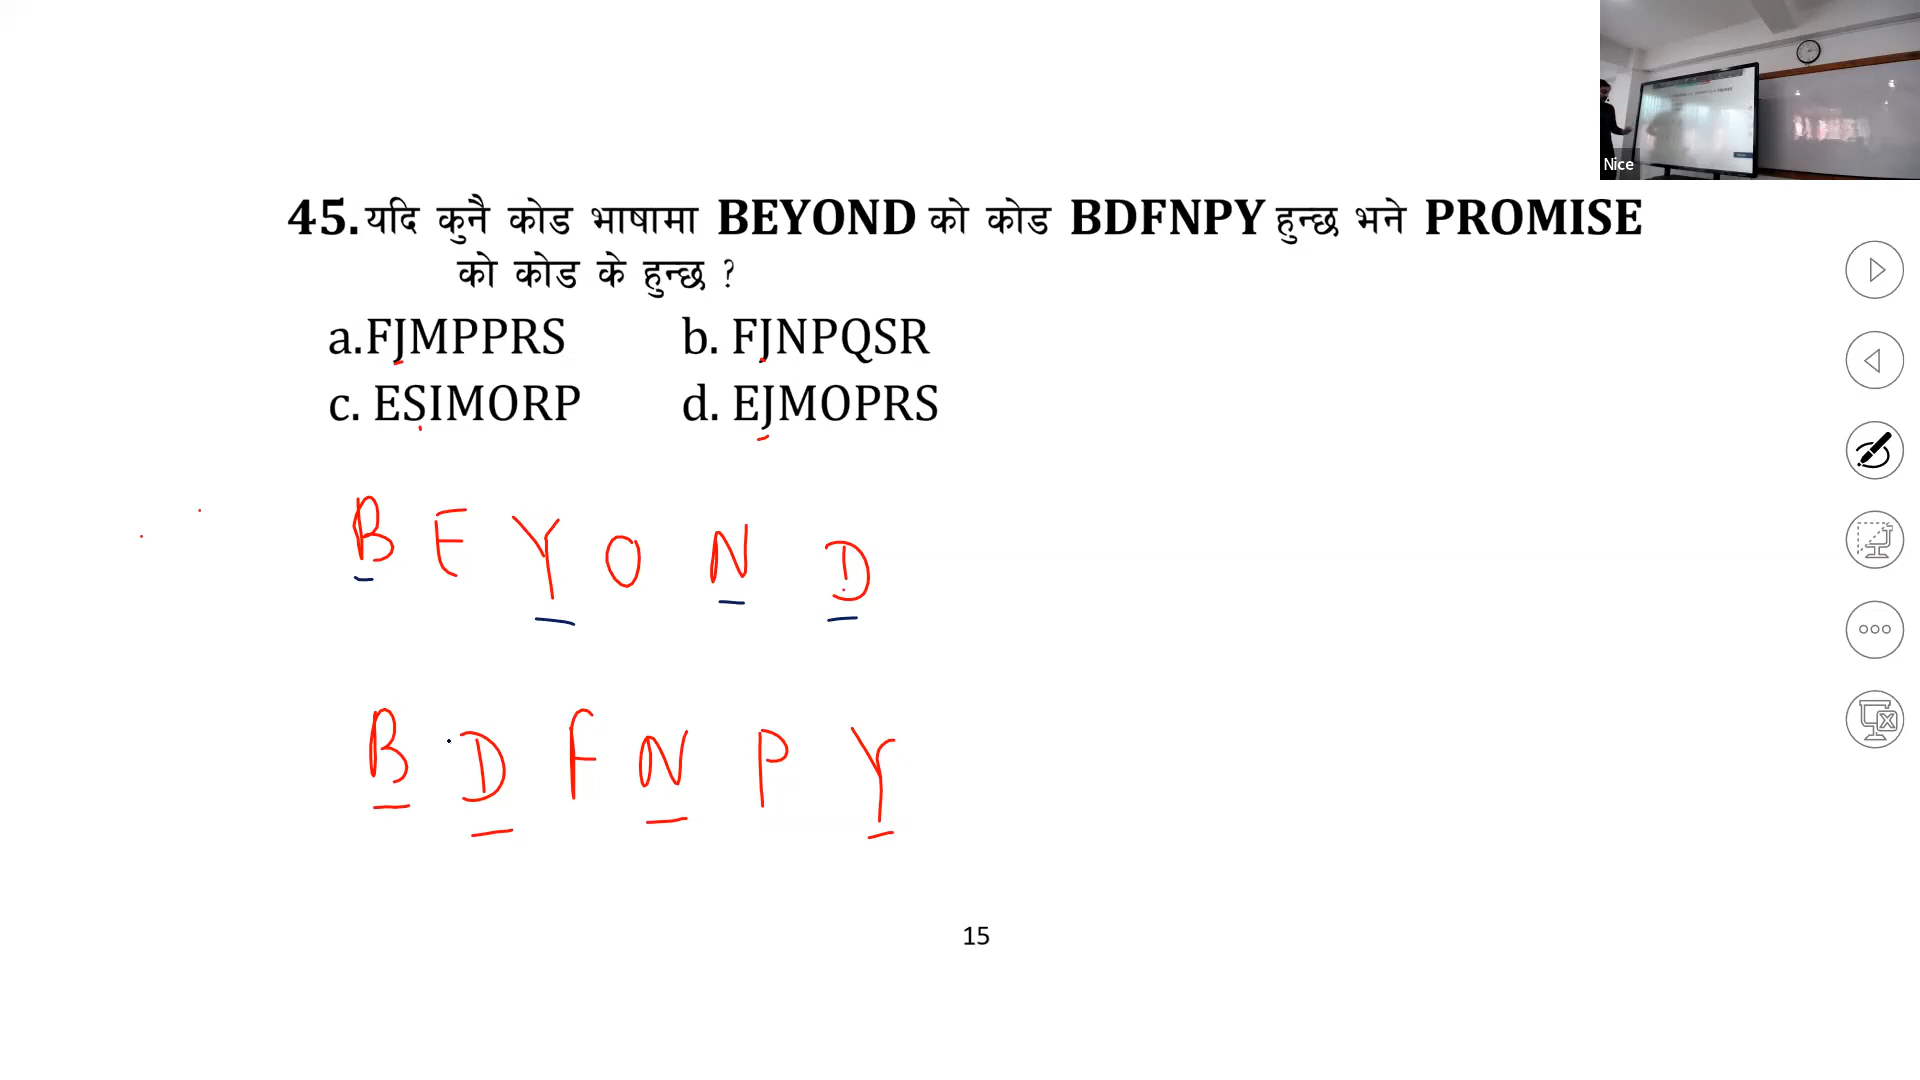 Nice
45.यदि कुनै कोड भाषामा BEYOND को कोड BDFNPY हुन्छ भने PROMISE
को कोड के हुन्छ ?
a.FJMPPRS b. FJNPQSR
c. ESIMORP d. EJMOPRS
B E Y O N D
B D F N P Y
15